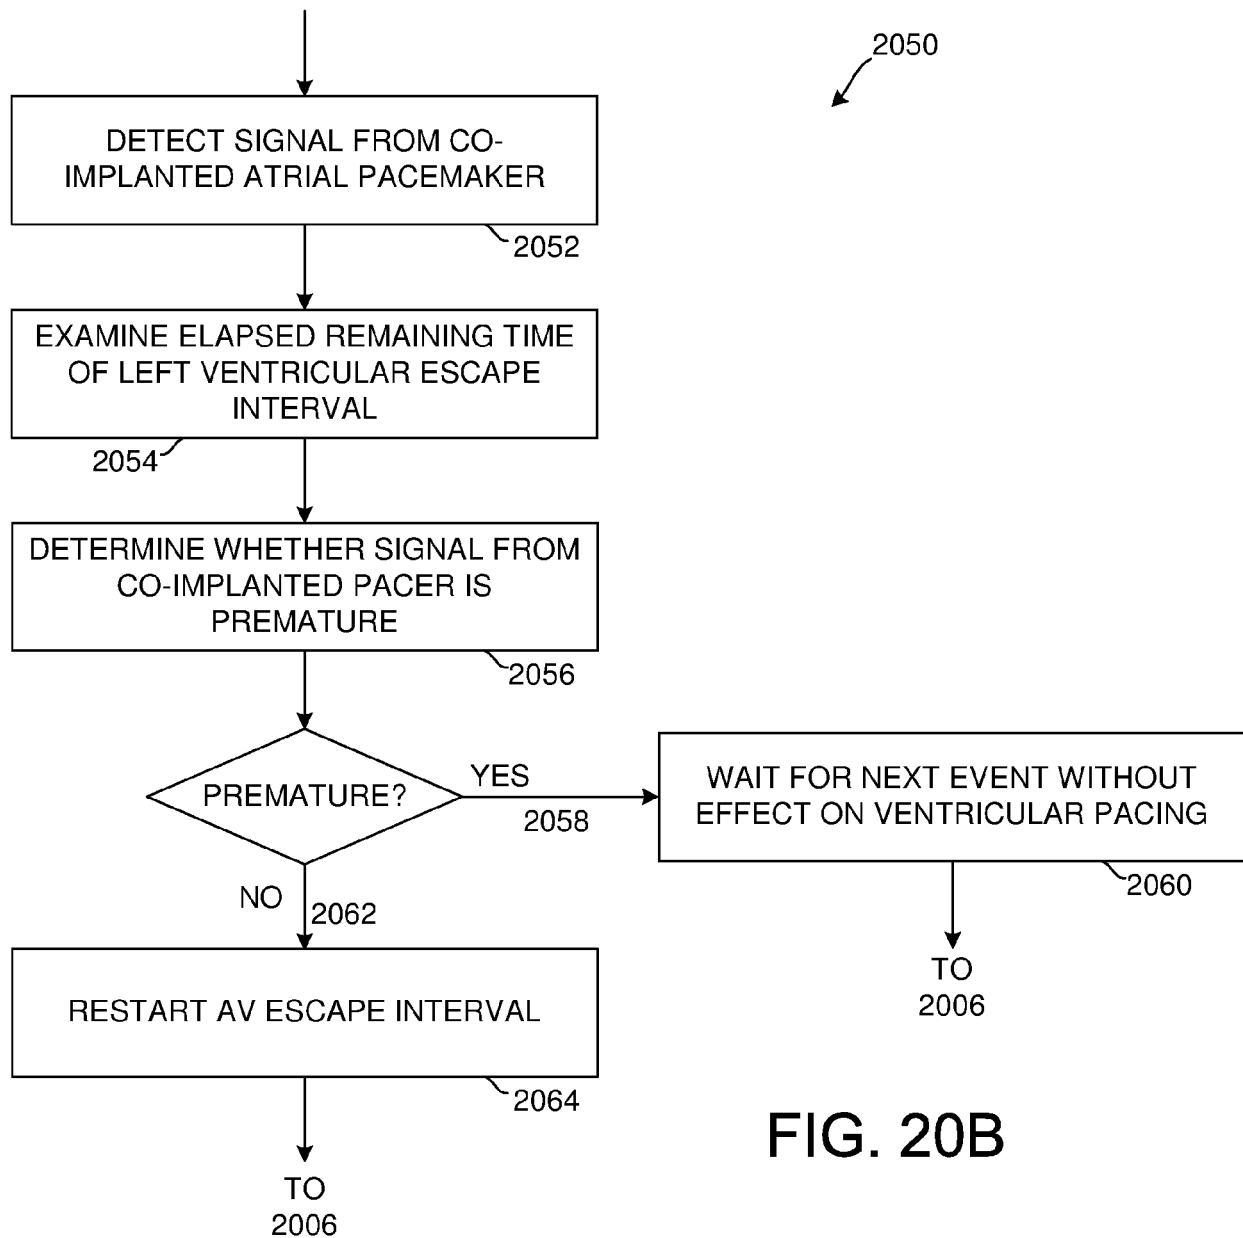 2050
DETECT SIGNAL FROM CO-
IMPLANTED ATRIAL PACEMAKER
2052
EXAMINE ELAPSED REMAINING TIME
OF LEFT VENTRICULAR ESCAPE
INTERVAL
2054
DETERMINE WHETHER SIGNAL FROM
CO-IMPLANTED PACER IS
PREMATURE
2056
PREMATURE?
YES
2058
WAIT FOR NEXT EVENT WITHOUT
EFFECT ON VENTRICULAR PACING
2060
TO
2006
NO
2062
RESTART AV ESCAPE INTERVAL
2064
TO
2006
FIG. 20B